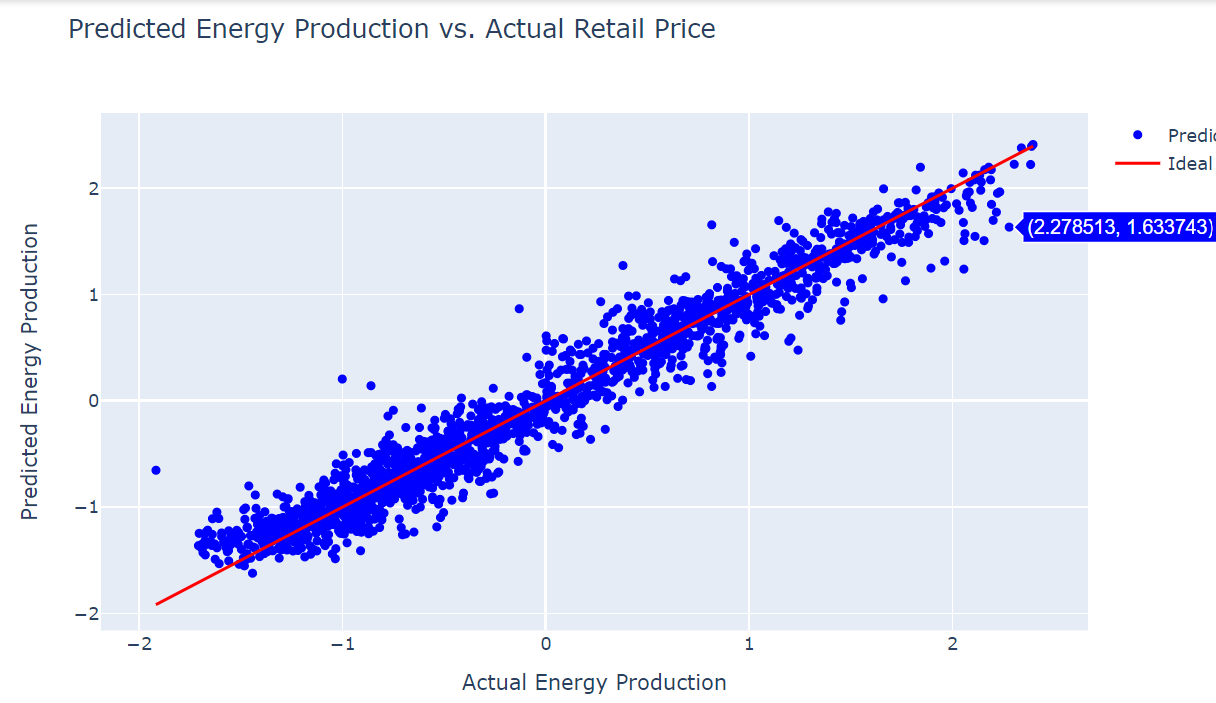 Predicted Energy Production vs. Actual Retail Price
Ideal
(2.278513, 1.633743)
Predicted Energy Production
2
1
0
−1
−2
−2
−1
0
1
2
Actual Energy Production